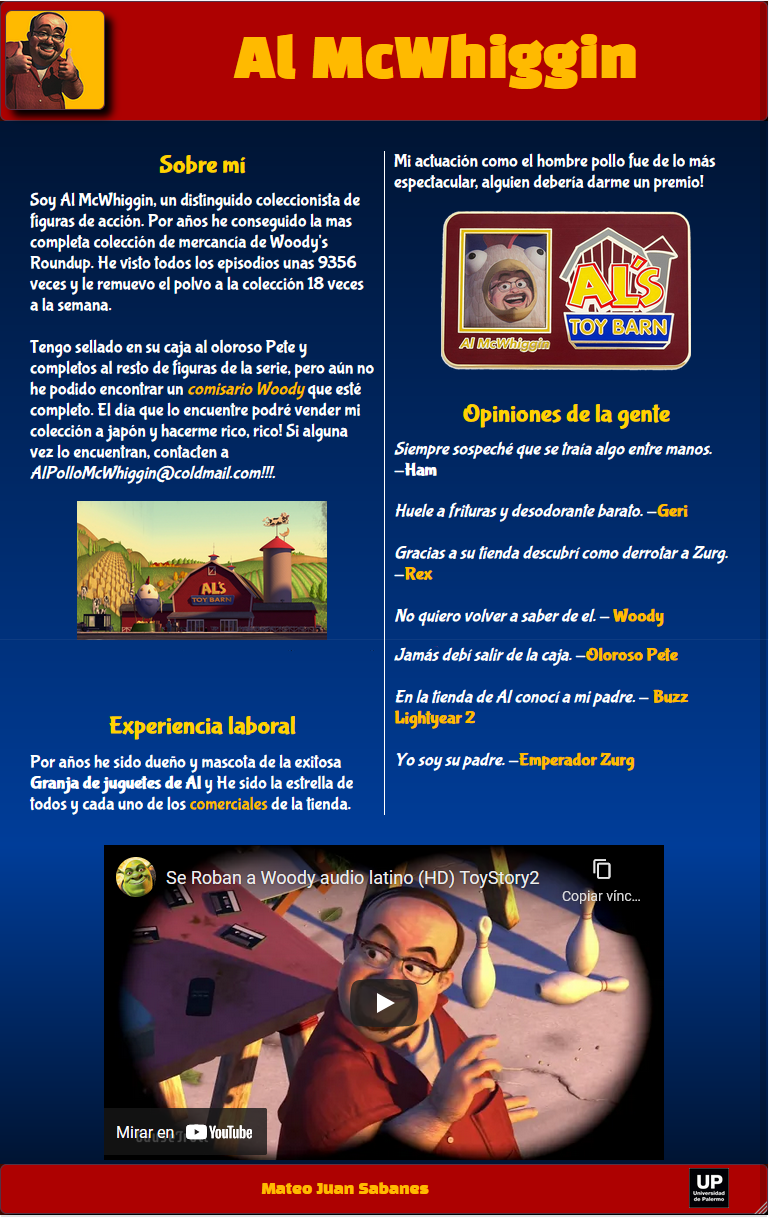 Al McWhiggin
Sobre mí
Soy Al McWhiggin, un distinguido coleccionista de
figuras de acción. Por años he conseguido la mas
completa colección de mercancía de Woody's
Roundup. He visto todos los episodios unas 9356
veces y le remuevo el polvo a la colección 18 veces
a la semana.
Tengo sellado en su caja al oloroso Pete y
completos al resto de figuras de la serie, pero aún no
he podido encontrar un comisario Woody que esté
completo. El día que lo encuentre podré vender mi
colección a japón y hacerme rico, rico! Si alguna
vez lo encuentran, contacten a
AlPolloMcWhiggin@coldmail.com!!!.
AL'S
TOY BARN
Experiencia laboral
Por años he sido dueño y mascota de la exitosa
Granja de juguetes de Al y He sido la estrella de
todos y cada uno de los comerciales de la tienda.
Mi actuación como el hombre pollo fue de lo más
espectacular, alguien debería darme un premio!
AL'S
TOY BARN
Al McWhiggin
Opiniones de la gente
Siempre sospeché que se traía algo entre manos.
—Ham
Huele a frituras y desodorante barato. —Geri
Gracias a su tienda descubrí como derrotar a Zurg.
—Rex
No quiero volver a saber de el. — Woody
Jamás debí salir de la caja. —Oloroso Pete
En la tienda de Al conocí a mi padre. — Buzz
Lightyear 2
Yo soy su padre. —Emperador Zurg
Se Roban a Woody audio latino (HD) ToyStory2
Copiar vínc...
Mirar en YouTube
Mateo Juan Sabanes
UP
Universidad
de Palermo